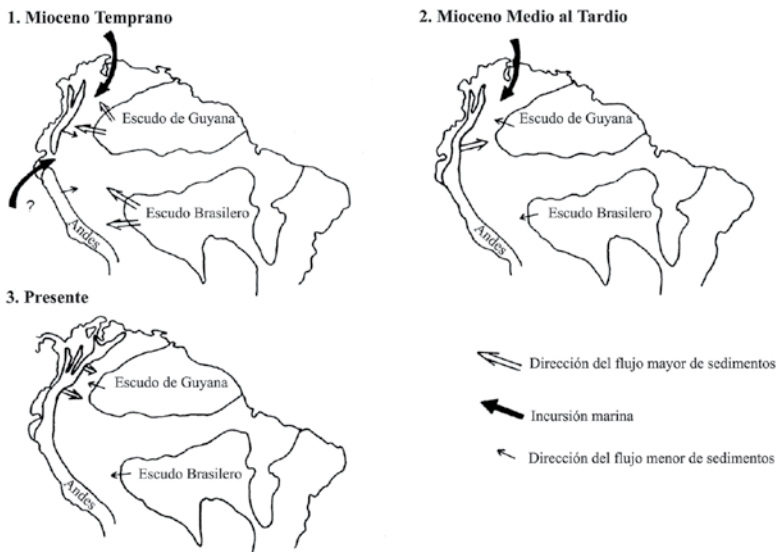 1. Mioceno Temprano
Escudo de Guyana
?
Escudo Brasilero
Andes
2. Mioceno Medio al Tardio
Escudo de Guyana
Escudo Brasilero
Andes
3. Presente
Escudo de Guyana
Escudo Brasilero
Andes
Dirección del flujo mayor de sedimentos
Incursión marina
Dirección del flujo menor de sedimentos